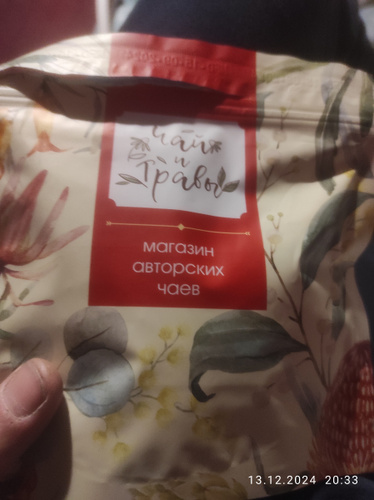 Чай
и
Травы
магазин
авторских
чаев
13.12.2024 20:33